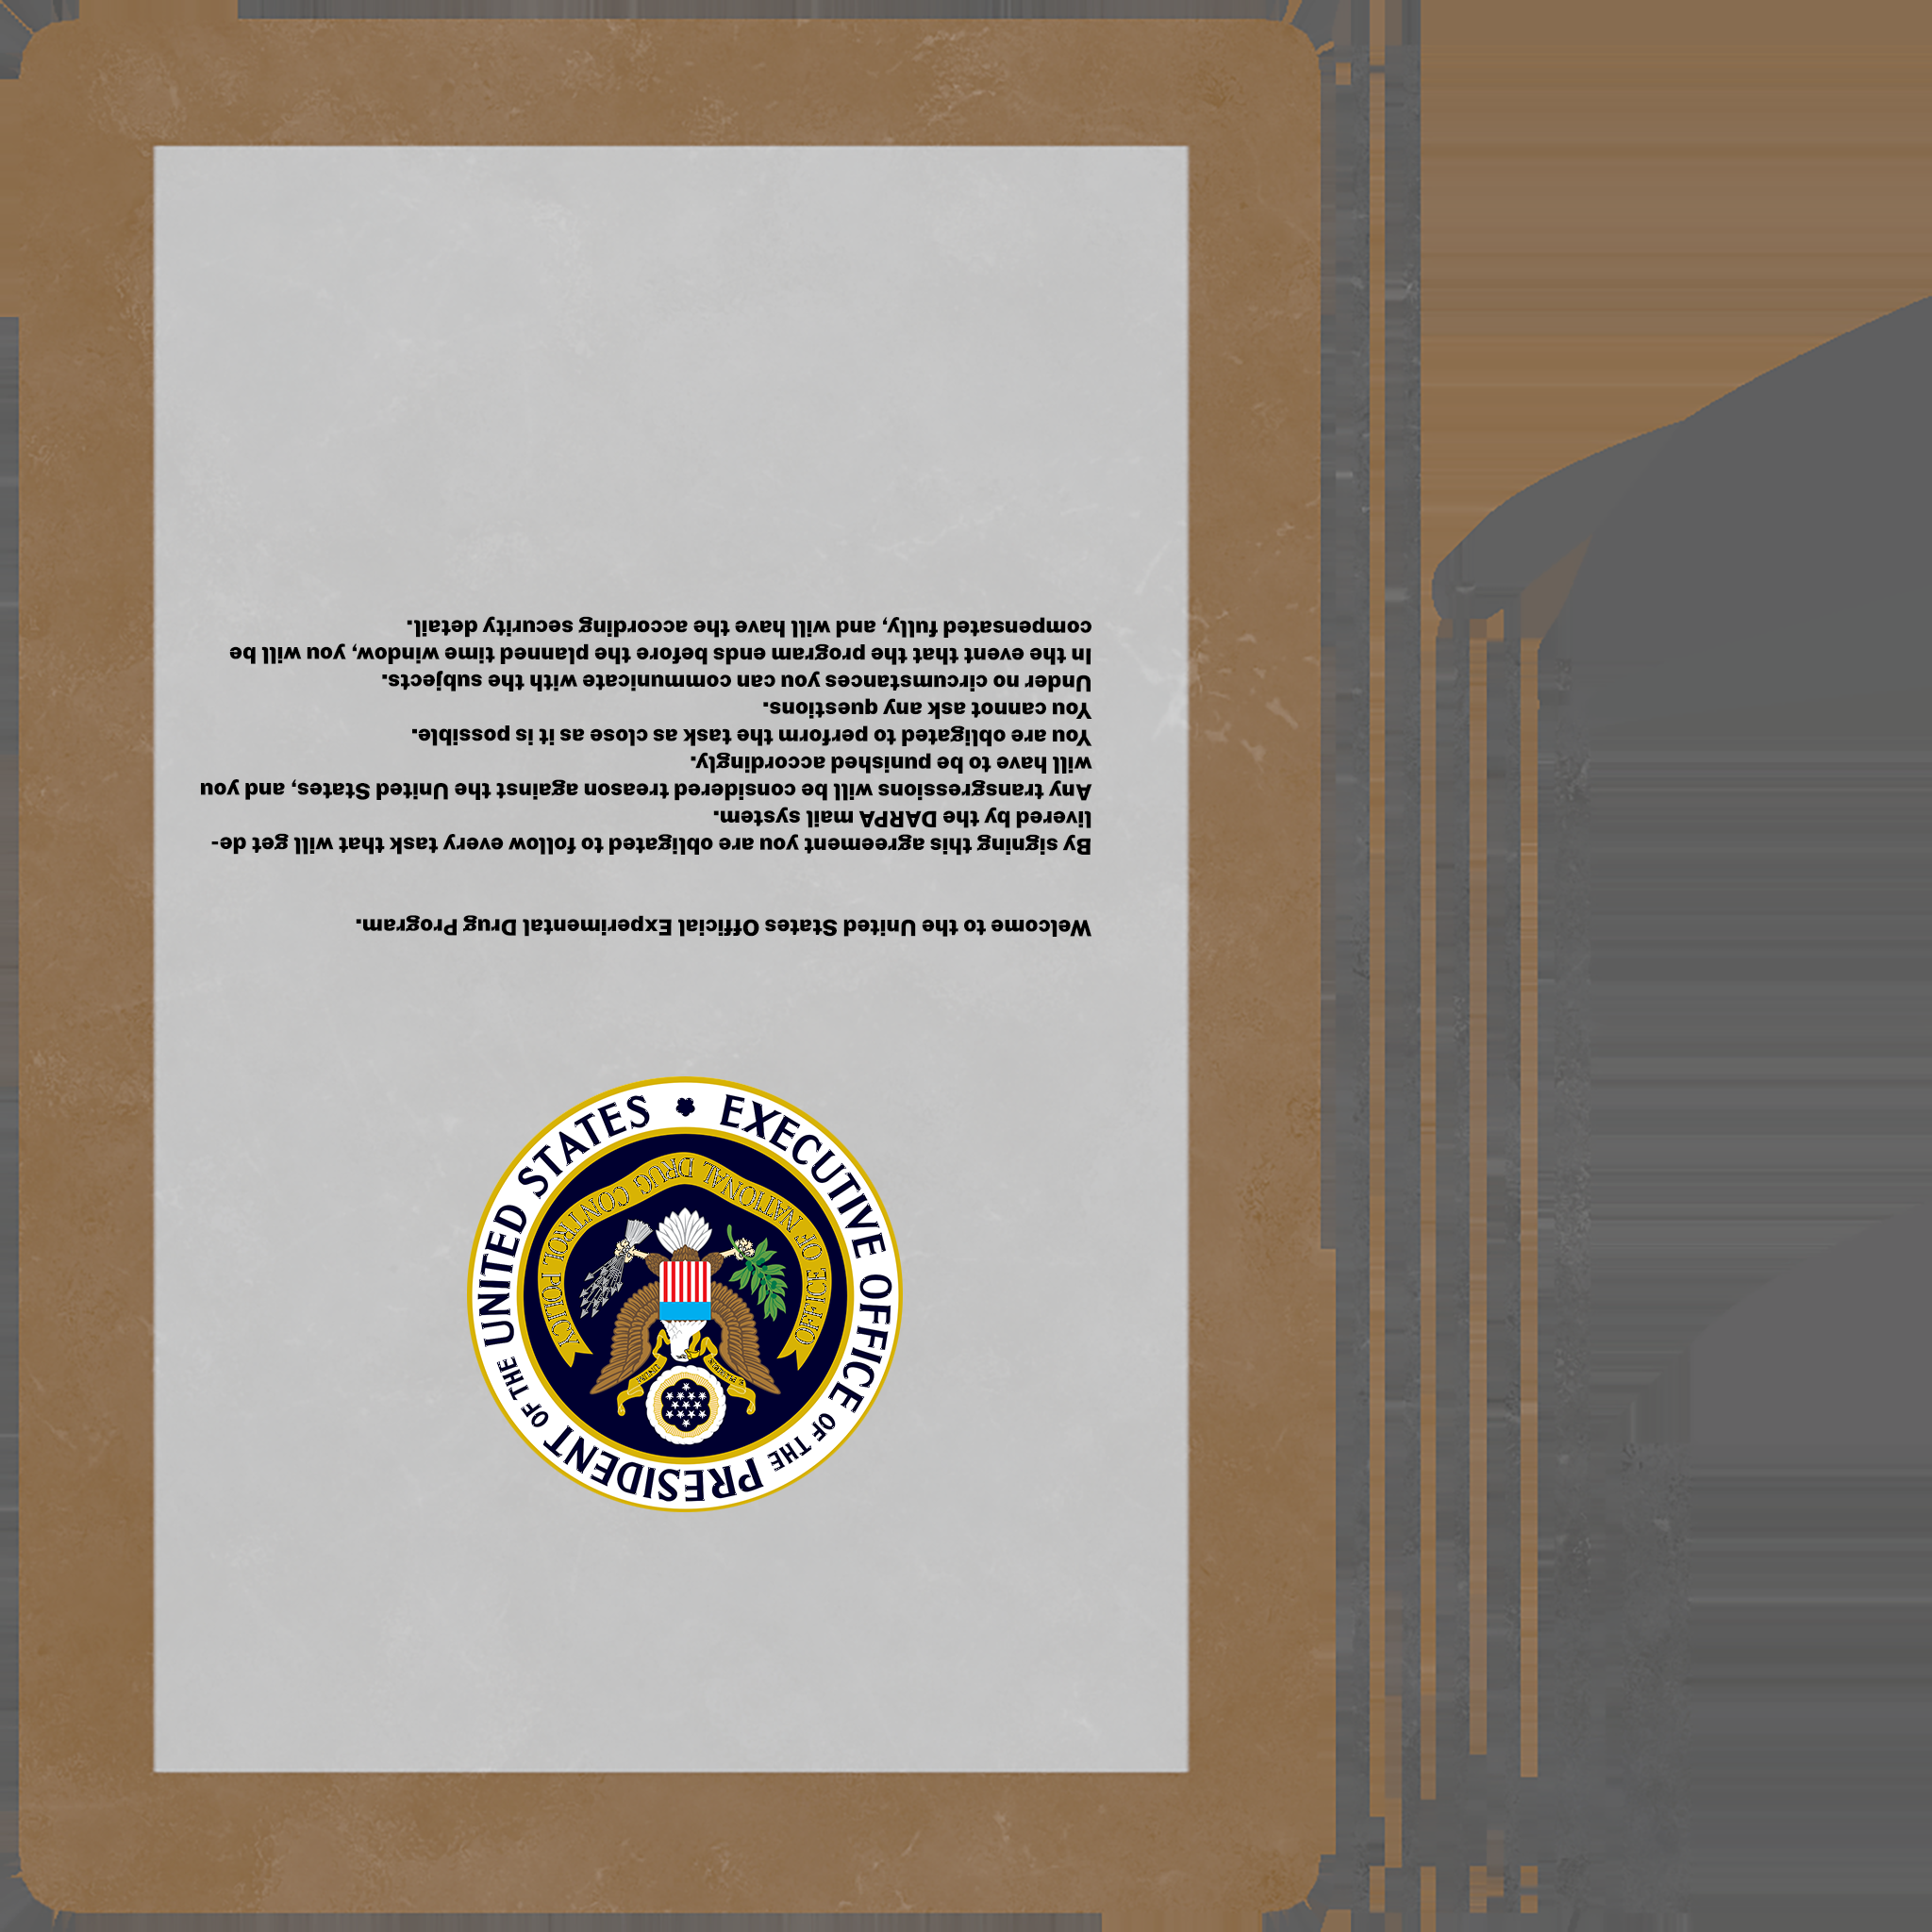 EXECUTIVE OFFICE OF THE PRESIDENT OF THE UNITED STATES
OFFICE OF NATIONAL DRUG CONTROL POLICY
Welcome to the United States Official Experimental Drug Program.
By signing this agreement you are obligated to follow every task that will get de-
livered by the DARPA mail system.
Any transgressions will be considered treason against the United States, and you
will have to be punished accordingly.
You are obligated to perform the task as close as it is possible.
You cannot ask any questions.
Under no circumstances you can communicate with the subjects.
In the event that the program ends before the planned time window, you will be
compensated fully, and will have the according security detail.